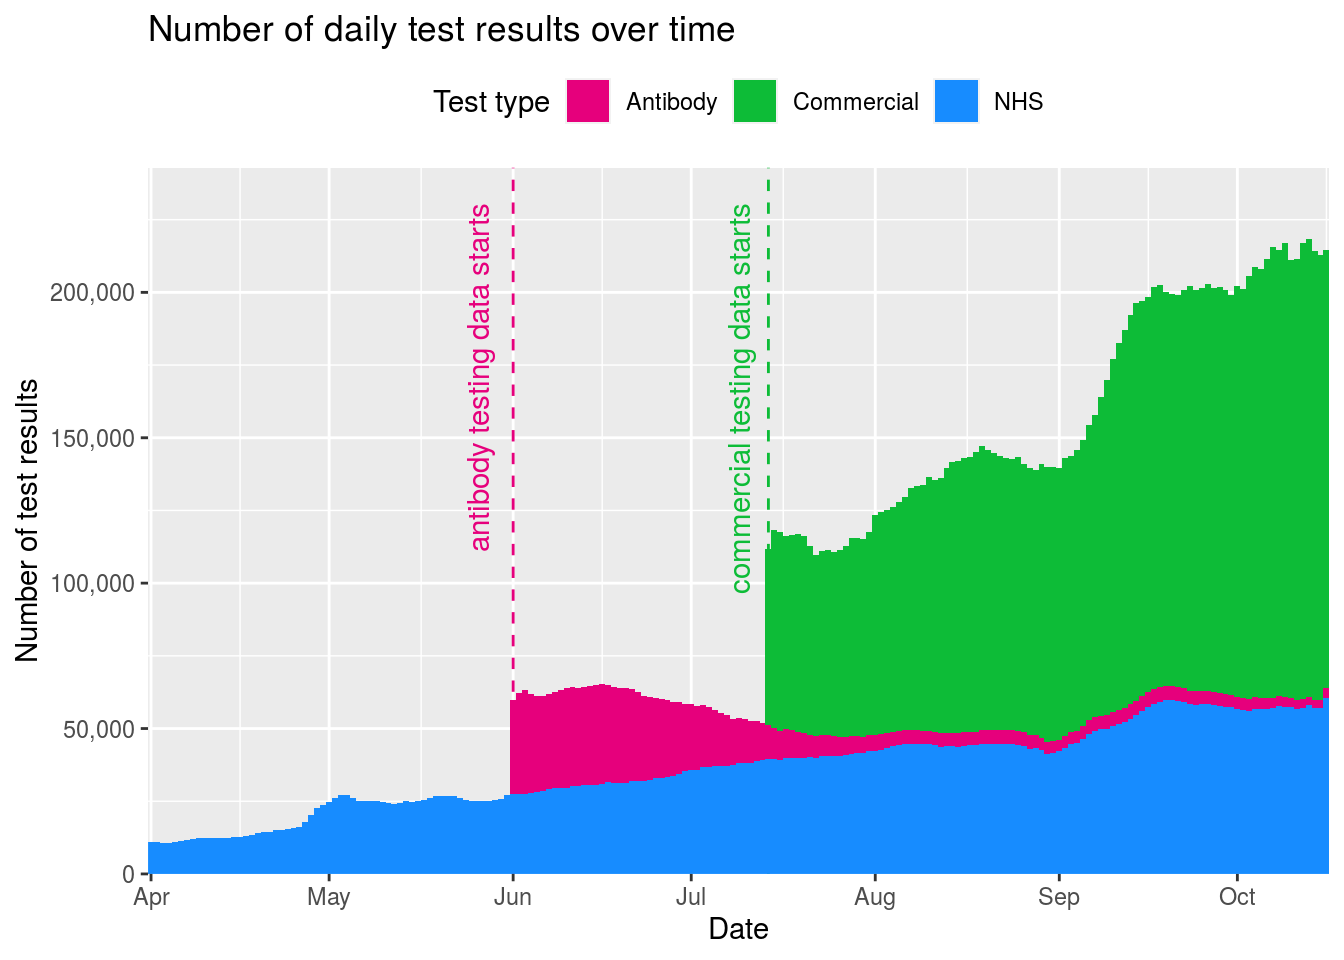 Number of daily test results over time
Test type
Antibody
Commercial
NHS
Number of test results
200,000
150,000
100,000
50,000
0
antibody testing data starts
commercial testing data starts
Apr
May
Jun
Jul
Aug
Sep
Oct
Date